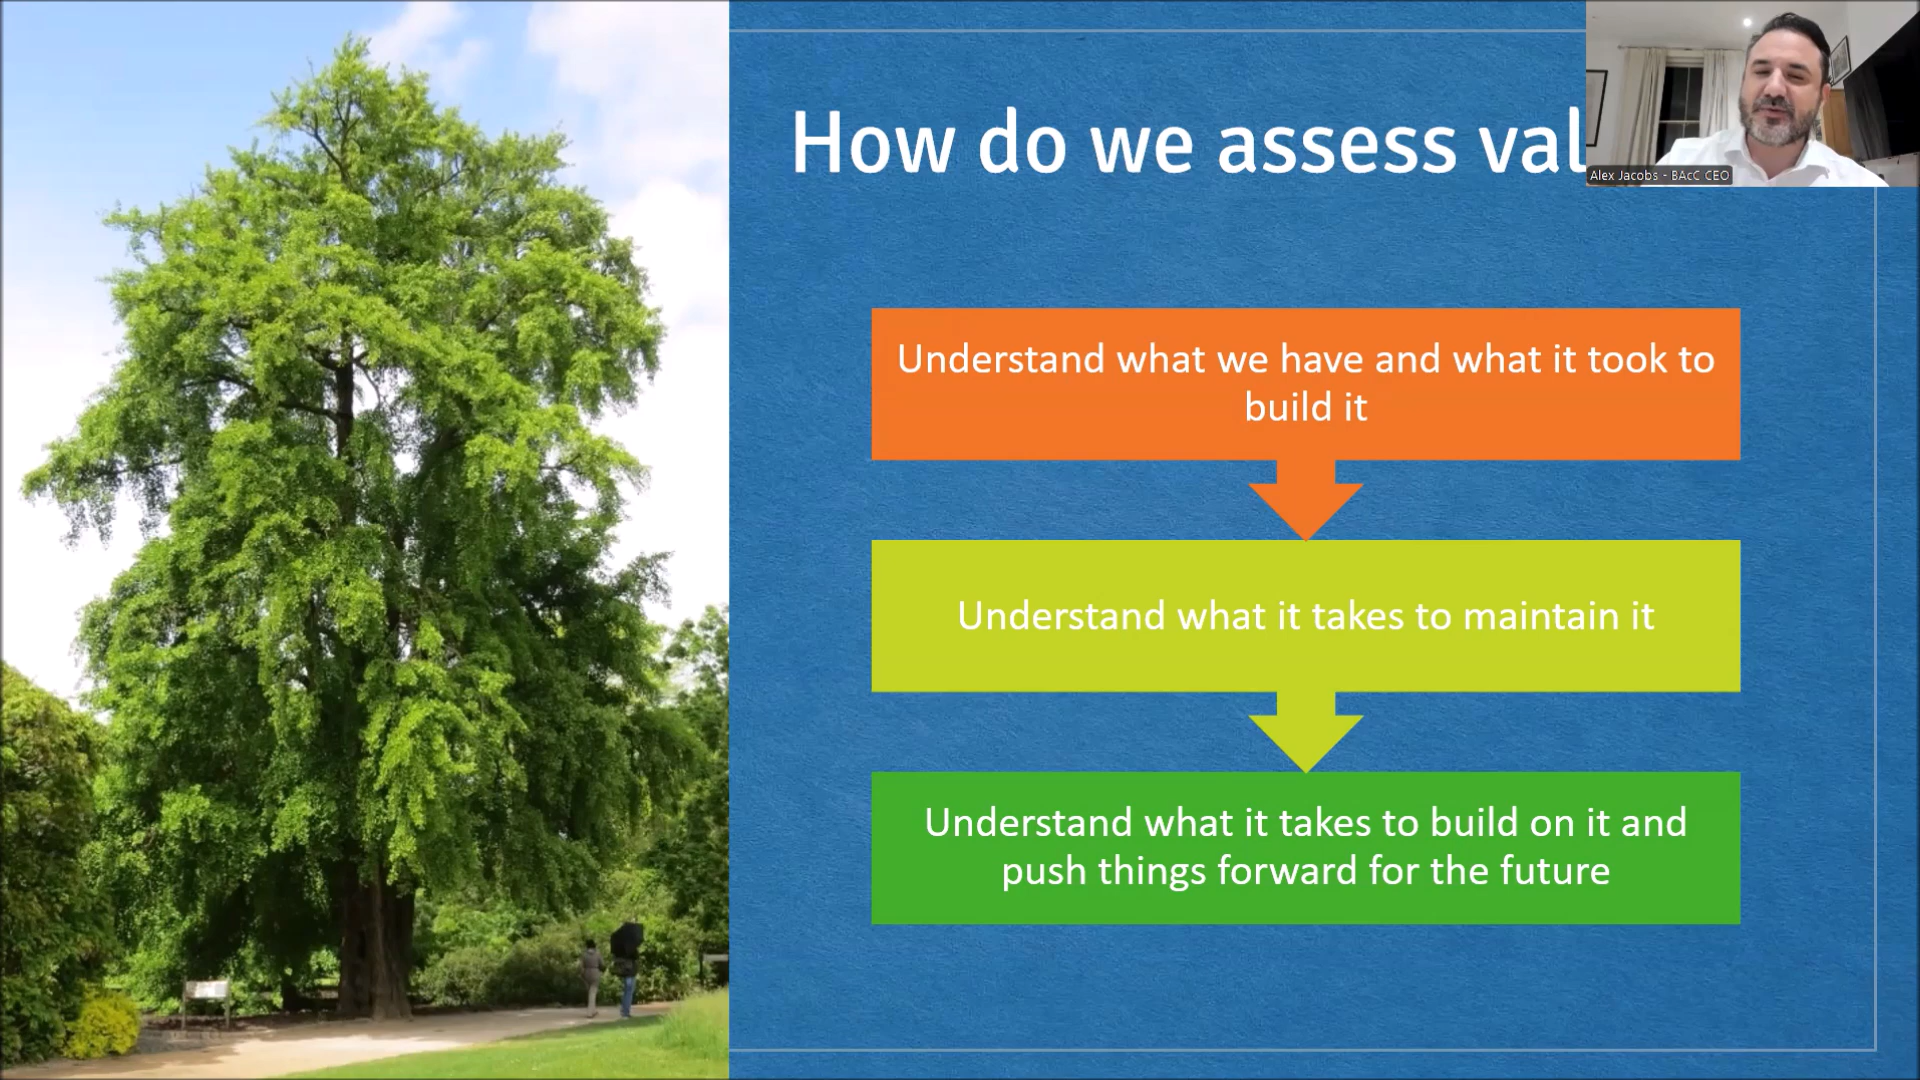 How do we assess val
Alex Jacobs - BAcC CEO
Understand what we have and what it took to
build it
Understand what it takes to maintain it
Understand what it takes to build on it and
push things forward for the future